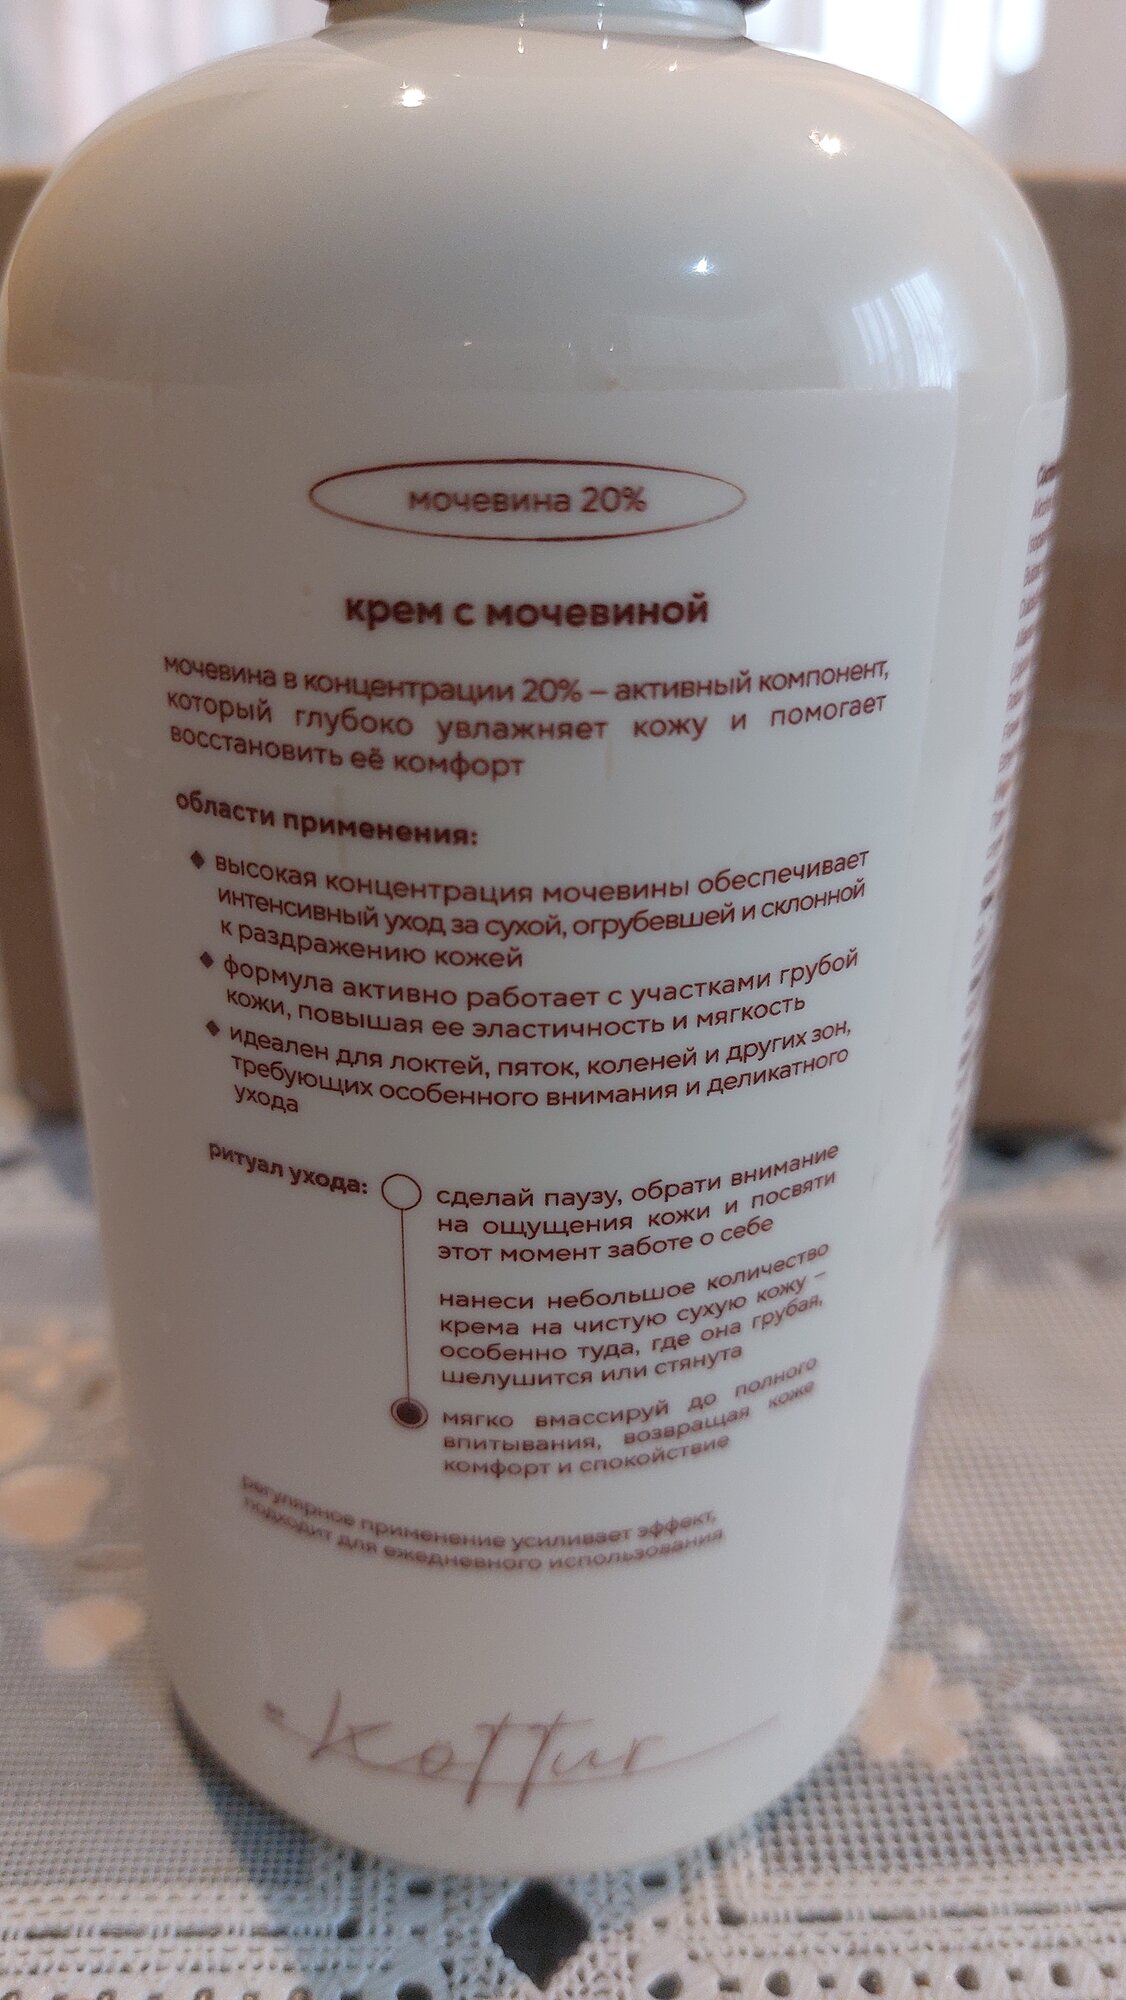 мочевина 20%
крем с мочевиной
мочевина в концентрации 20% – активный компонент,
который глубоко увлажняет кожу и помогает
восстановить её комфорт
области применения:
высокая концентрация мочевины обеспечивает
интенсивный уход за сухой, огрубевшей и склонной
к раздражению кожей
формула активно работает с участками грубой
кожи, повышая ее эластичность и мягкость
идеален для локтей, пяток, коленей и других зон,
требующих особенного внимания и деликатного
ухода
ритуал ухода:
сделай паузу, обрати внимание
на ощущения кожи и посвяти
этот момент заботе о себе
нанеси небольшое количество
крема на чистую сухую кожу –
особенно туда, где она грубая,
шелушится или стянута
мягко вмассируй до полного
впитывания, возвращая коже
комфорт и спокойствие
регулярное применение усиливает эффект,
подходит для ежедневного использования
Kottur